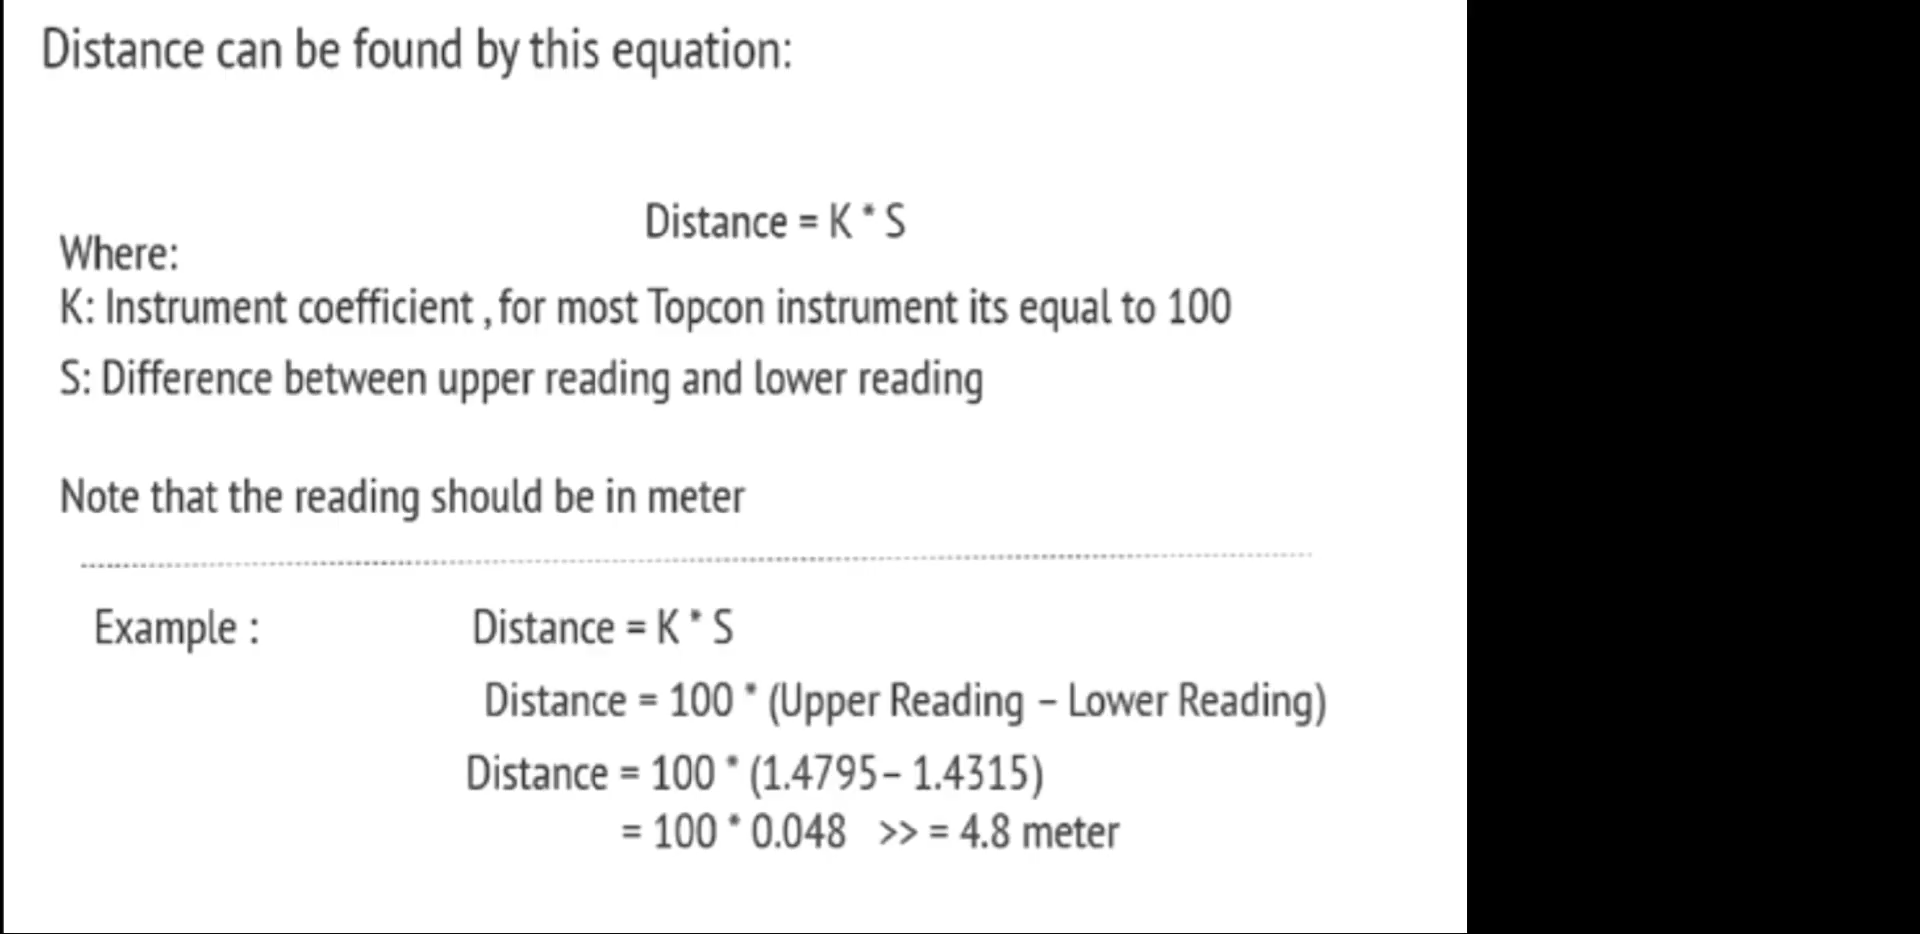 Distance can be found by this equation:
Distance = K * S
Where:
K: Instrument coefficient , for most Topcon instrument its equal to 100
S: Difference between upper reading and lower reading
Note that the reading should be in meter
Example :
Distance = K * S
Distance = 100 * (Upper Reading – Lower Reading)
Distance = 100 * (1.4795– 1.4315)
= 100 * 0.048 >> = 4.8 meter